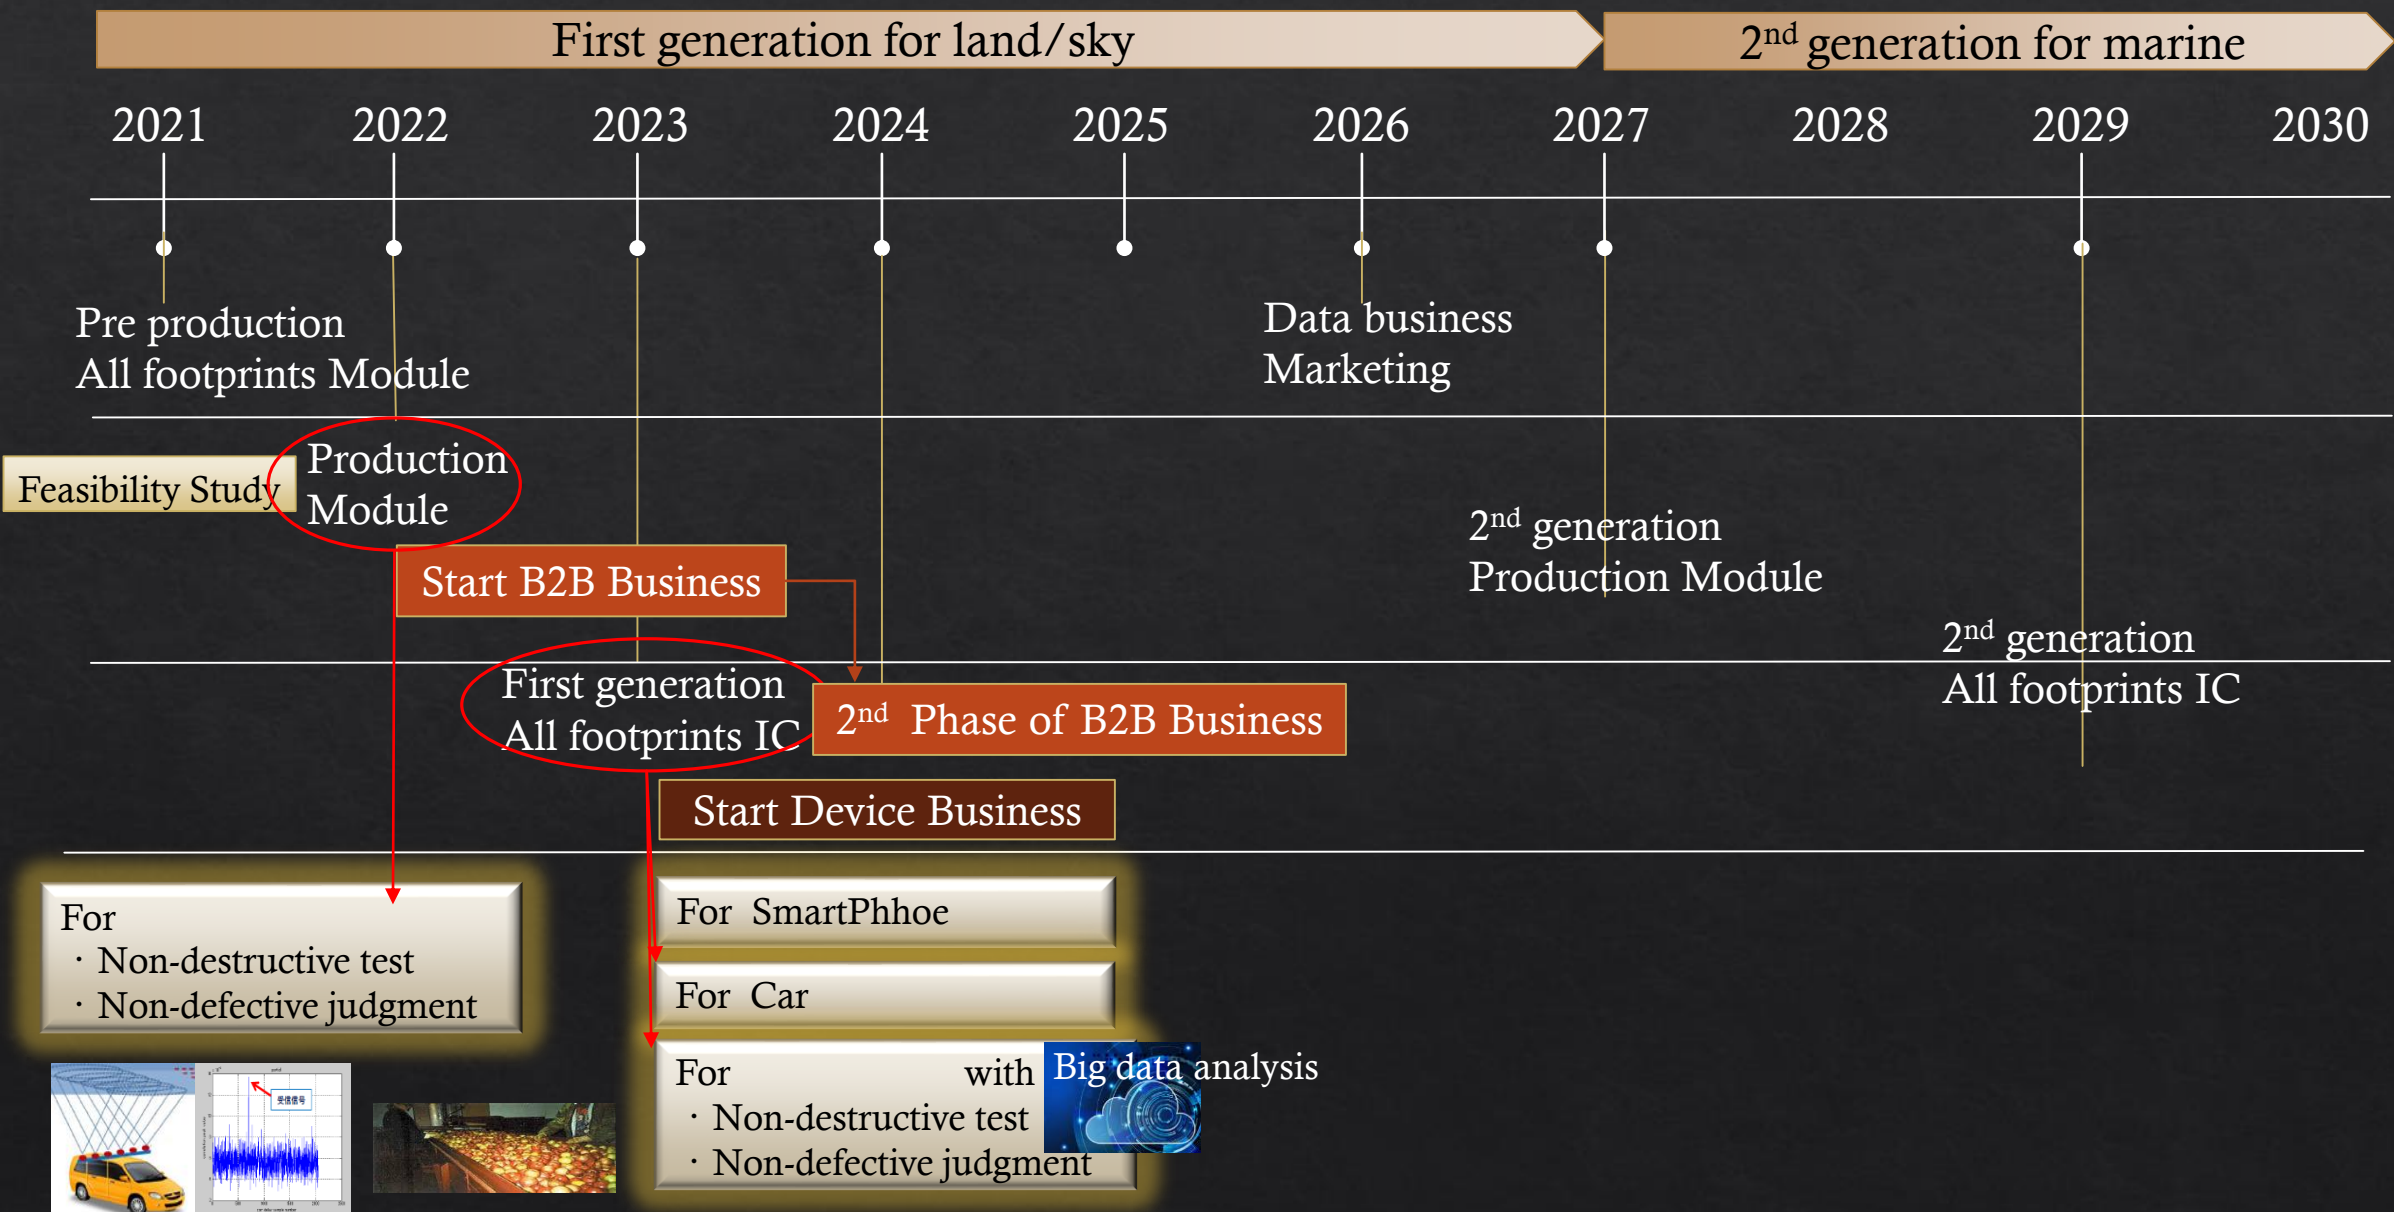 First generation for land/sky
2nd generation for marine
2021 2022 2023 2024 2025 2026 2027 2028 2029 2030
Pre production
All footprints Module
Data business
Marketing
Feasibility Study
Production
Module
2nd generation
Production Module
Start B2B Business
2nd generation
All footprints IC
First generation
All footprints IC
2nd Phase of B2B Business
Start Device Business
For
・Non-destructive test
・Non-defective judgment
For SmartPhhoe
For Car
For with Big data analysis
・Non-destructive test
・Non-defective judgment
受信信号